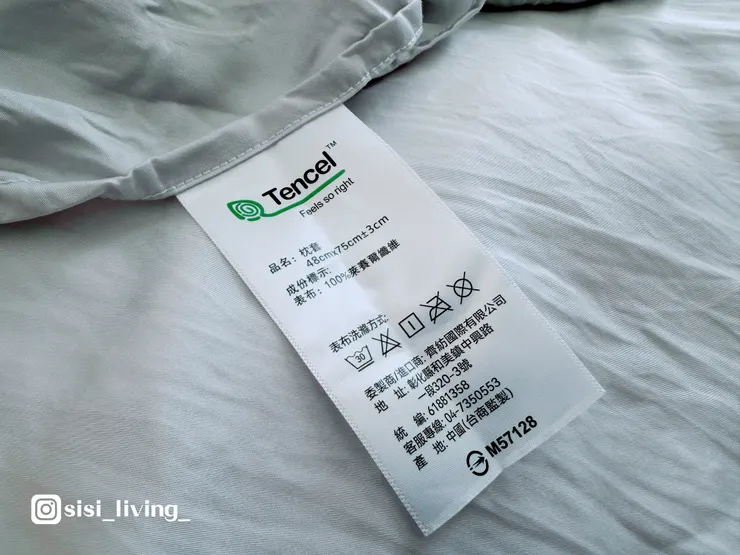 Tencel™
Feels so right
品名: 枕套
48cmx75cm±3cm
成份標示:
表布: 100%萊賽爾纖維
表布洗滌方式:
30
委製商/進口商: 齊紡國際有限公司
地 址: 彰化縣和美鎮中興路
一段320-3號
統 編: 61881358
客服專線: 04-7350553
產 地: 中國(台商監製)
M57128
sisi_living_